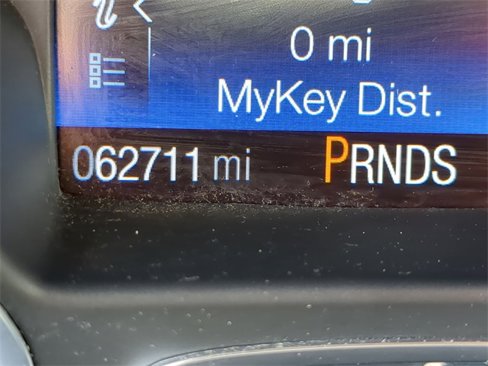 0 mi
MyKey Dist.
062711 mi PRNDS